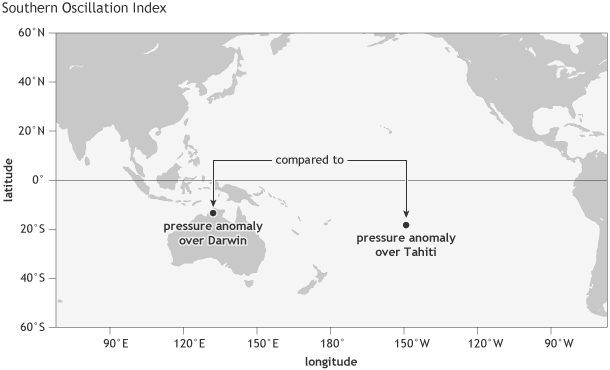 Southern Oscillation Index
60°N
40°N
20°N
0°
20°S
40°S
60°S
latitude
compared to
pressure anomaly
over Darwin
pressure anomaly
over Tahiti
90°E
120°E
150°E
180°
150°W
120°W
90°W
longitude